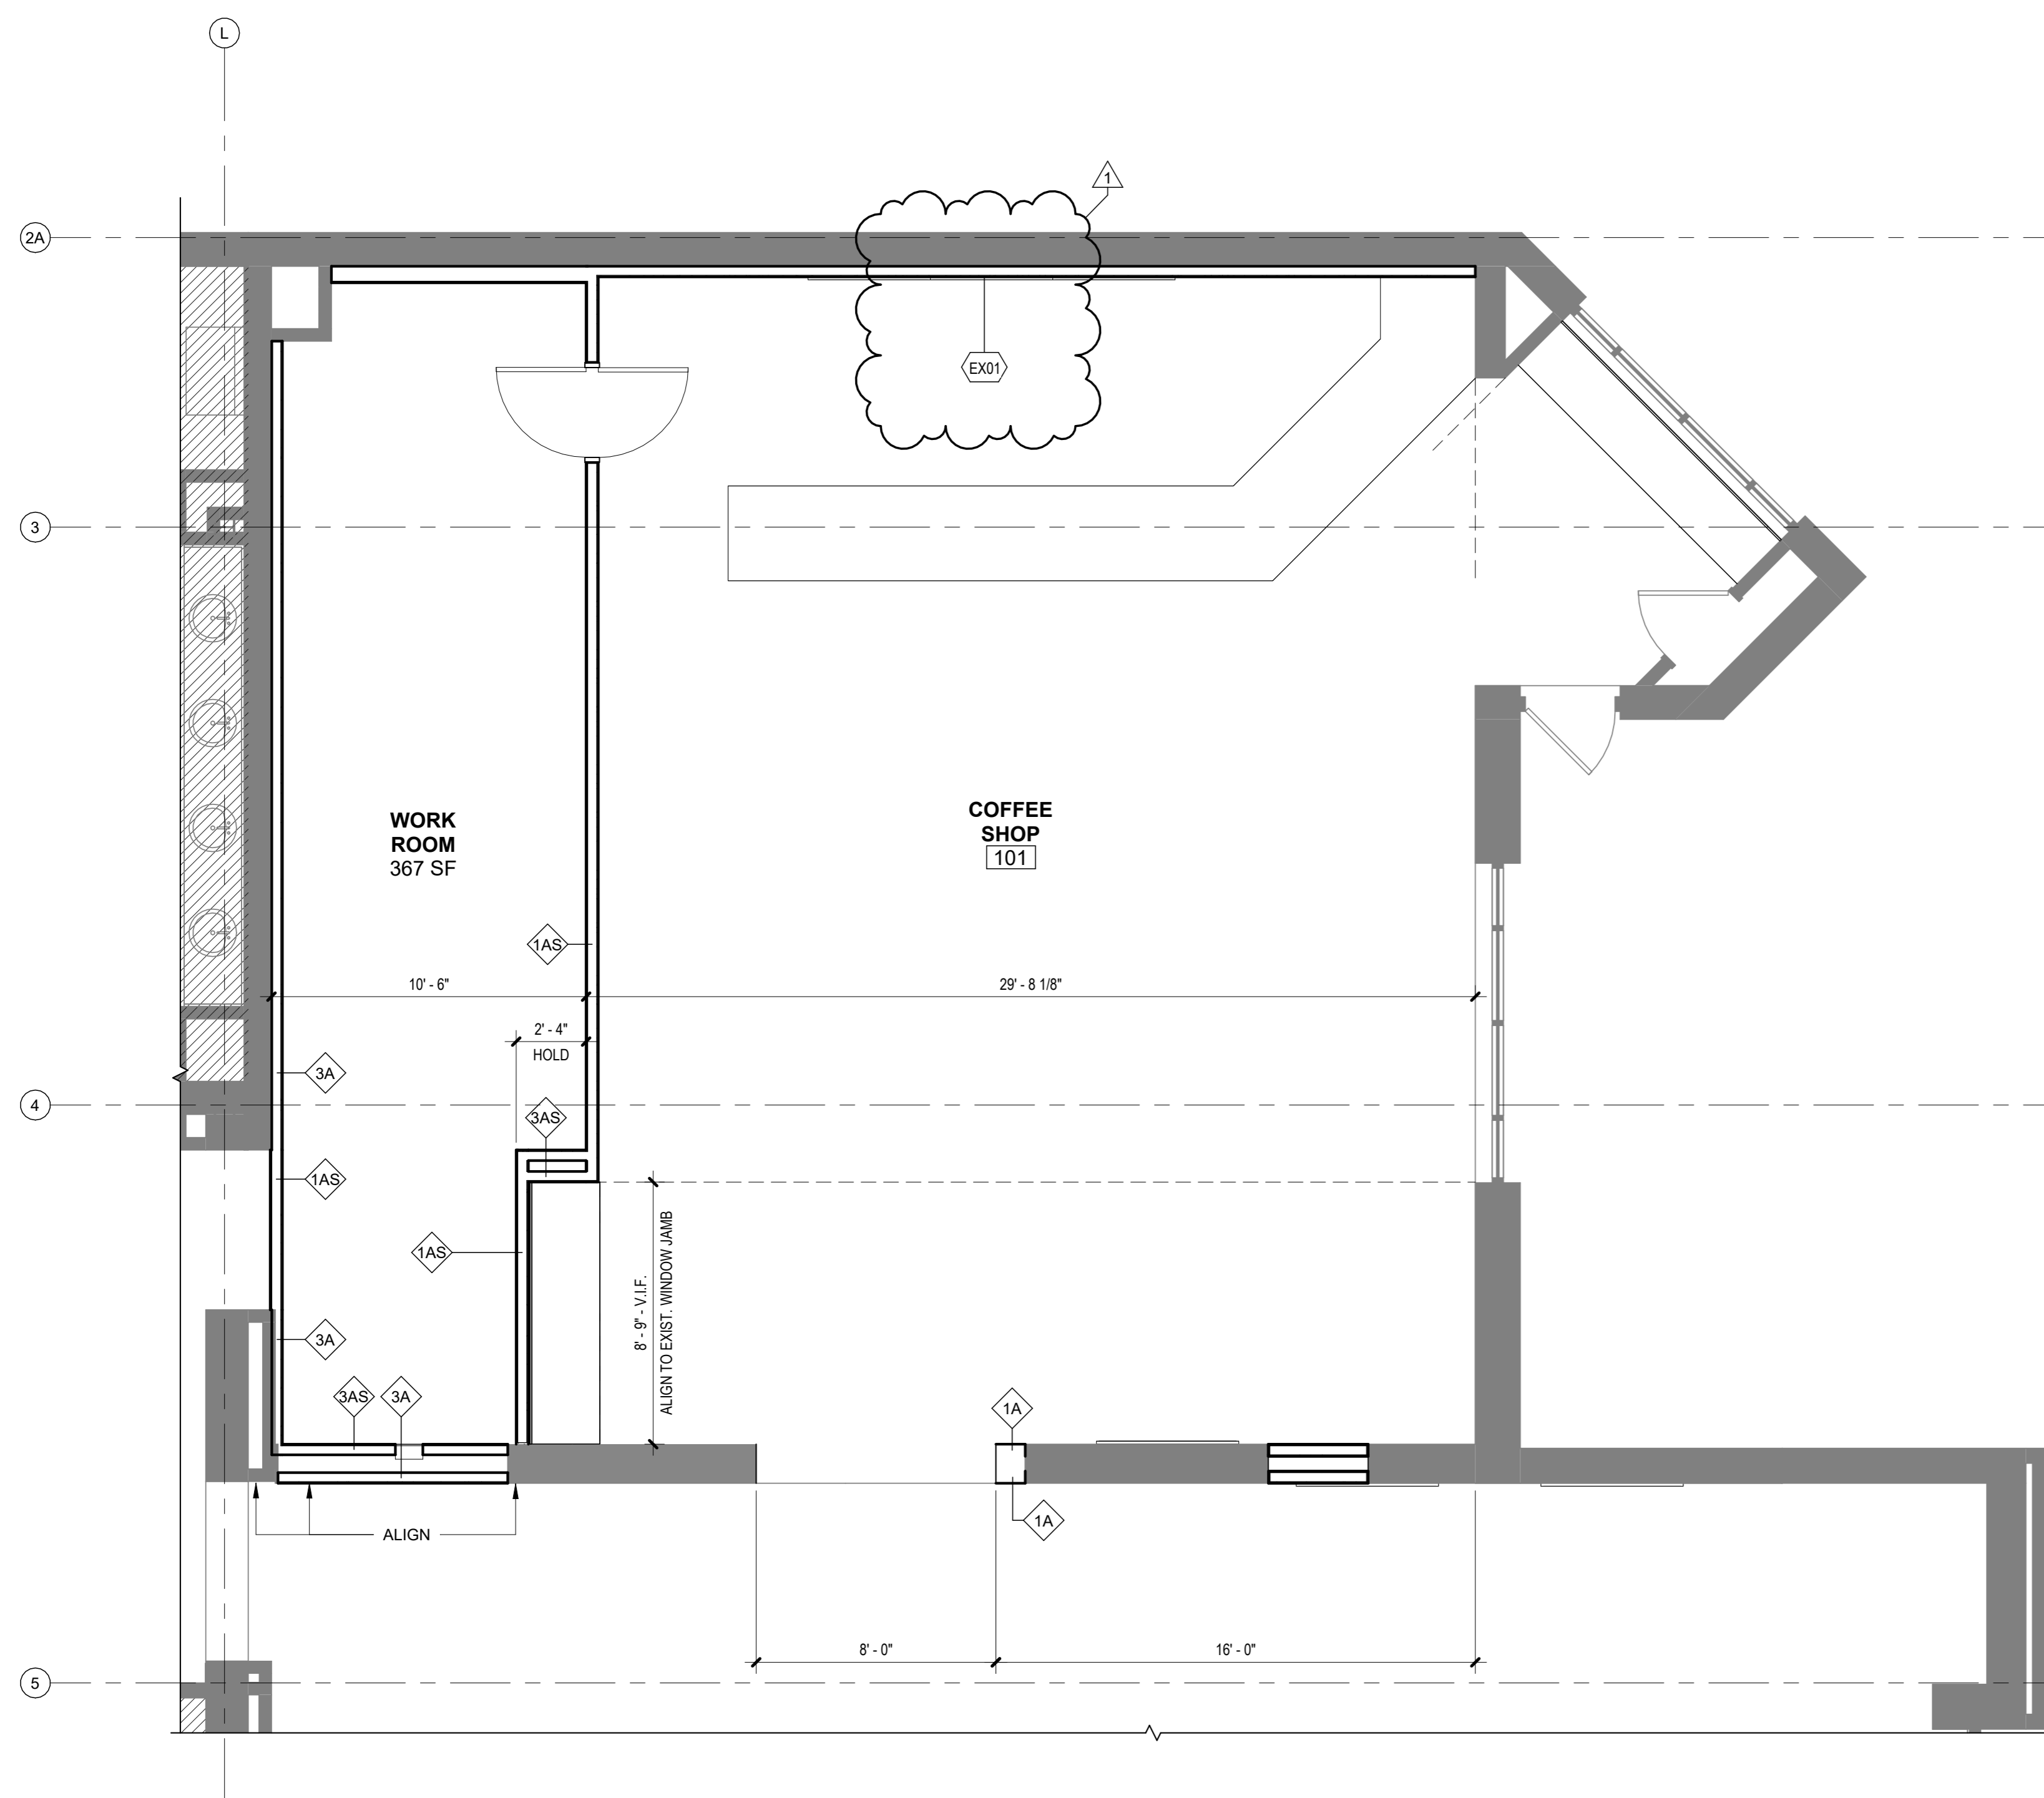 L
1
2A
EX01
3
WORK
ROOM
367 SF
COFFEE
SHOP
101
1AS
10' - 6"
29' - 8 1/8"
2' - 4"
HOLD
3A
4
3AS
1AS
1AS
8' - 9" - V.I.F.
ALIGN TO EXIST. WINDOW JAMB
3A
3AS
3A
1A
1A
ALIGN
8' - 0"
16' - 0"
5